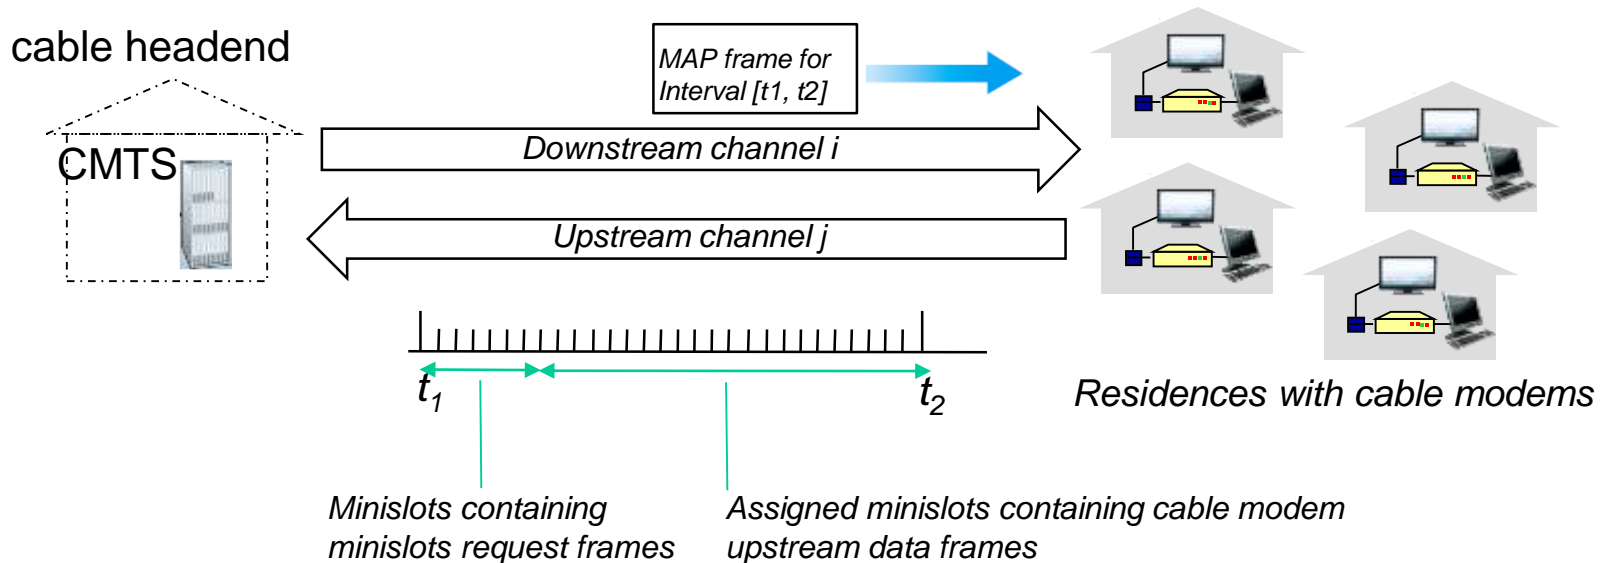 cable headend
MAP frame for
Interval [t1, t2]
CMTS
Downstream channel i
Upstream channel j
t1
t2
Residences with cable modems
Minislots containing
minislots request frames
Assigned minislots containing cable modem
upstream data frames